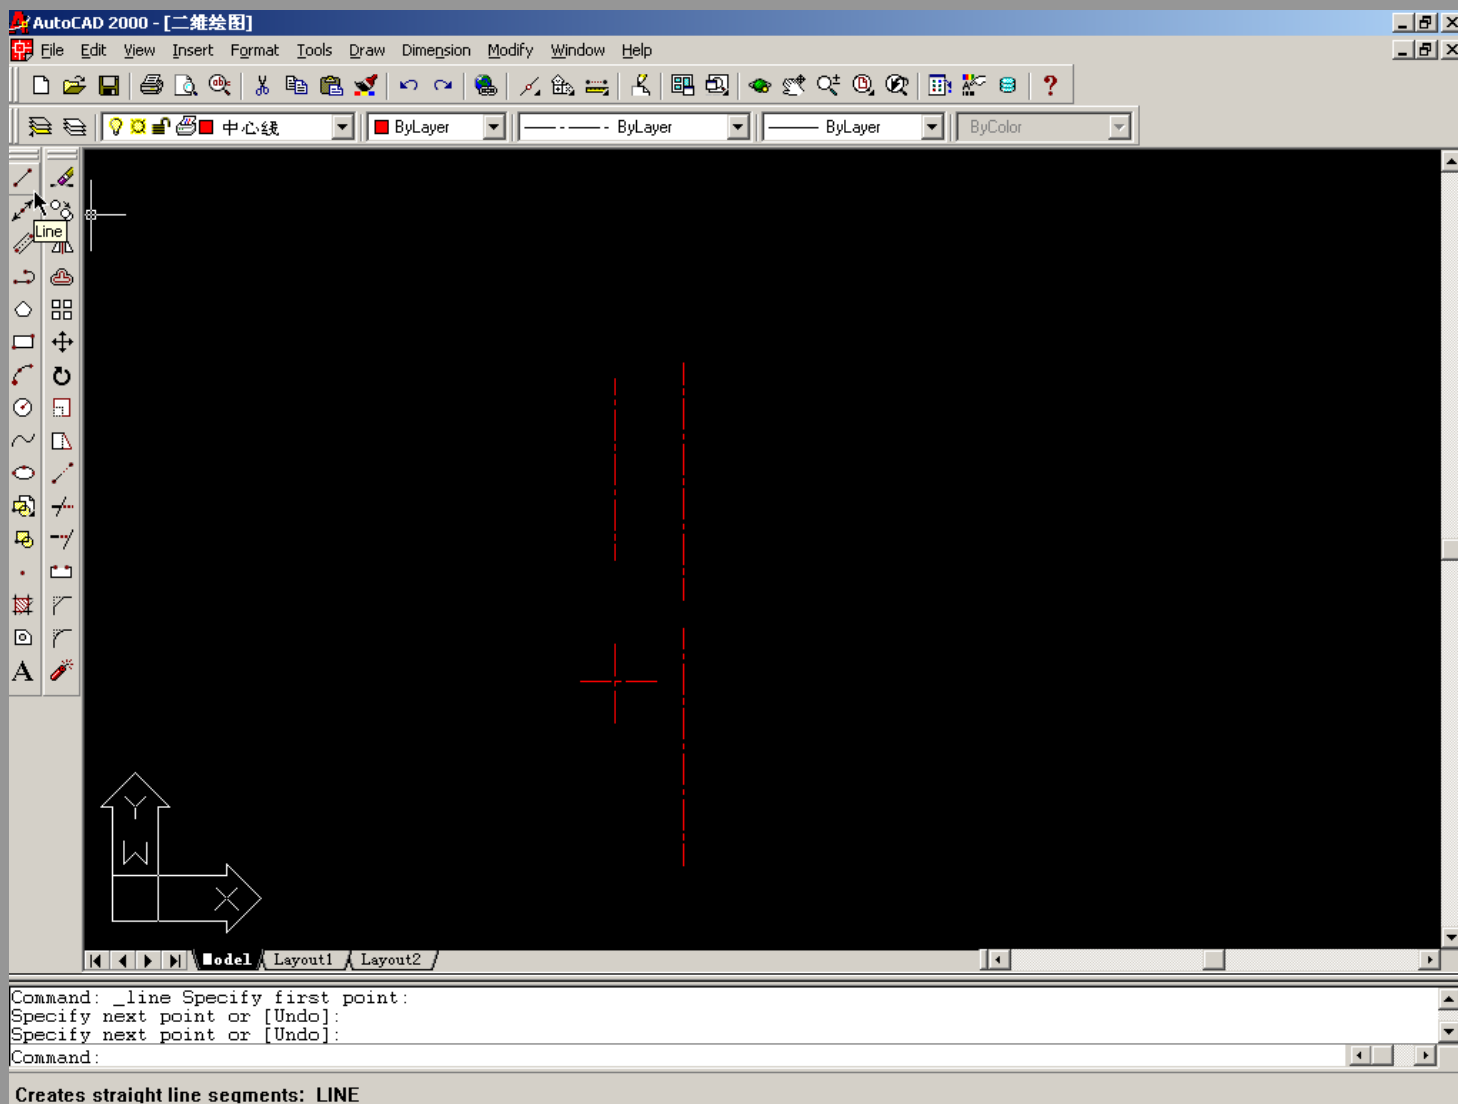 AutoCAD 2000 - [二维绘图]
File Edit View Insert Format Tools Draw Dimension Modify Window Help
中心线 ByLayer ByLayer ByLayer ByColor
Line
Y
W
X
Model Layout1 Layout2
Command: _line Specify first point:
Specify next point or [Undo]:
Specify next point or [Undo]:
Command:
Creates straight line segments: LINE